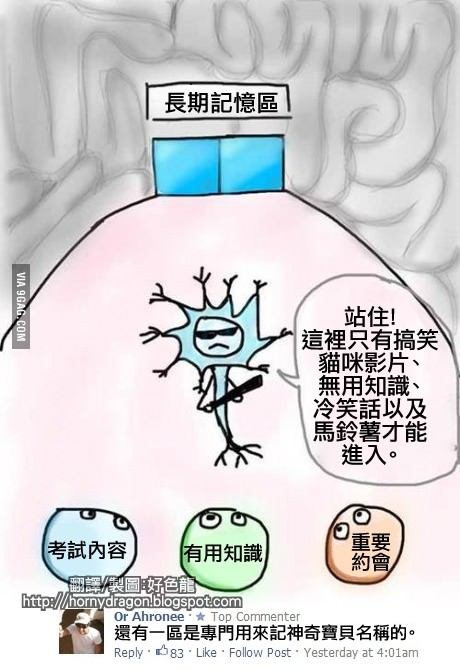 長期記憶區
VIA 9GAG.COM
站住!
這裡只有搞笑
貓咪影片、
無用知識、
冷笑話以及
馬鈴薯才能
進入。
考試內容
有用知識
重要
約會
翻譯/製圖:好色龍
http://hornydragon.blogspot.com
Or Ahronee · ★ Top Commenter
還有一區是專門用來記神奇寶貝名稱的。
Reply · 83 · Like · Follow Post · Yesterday at 4:01am